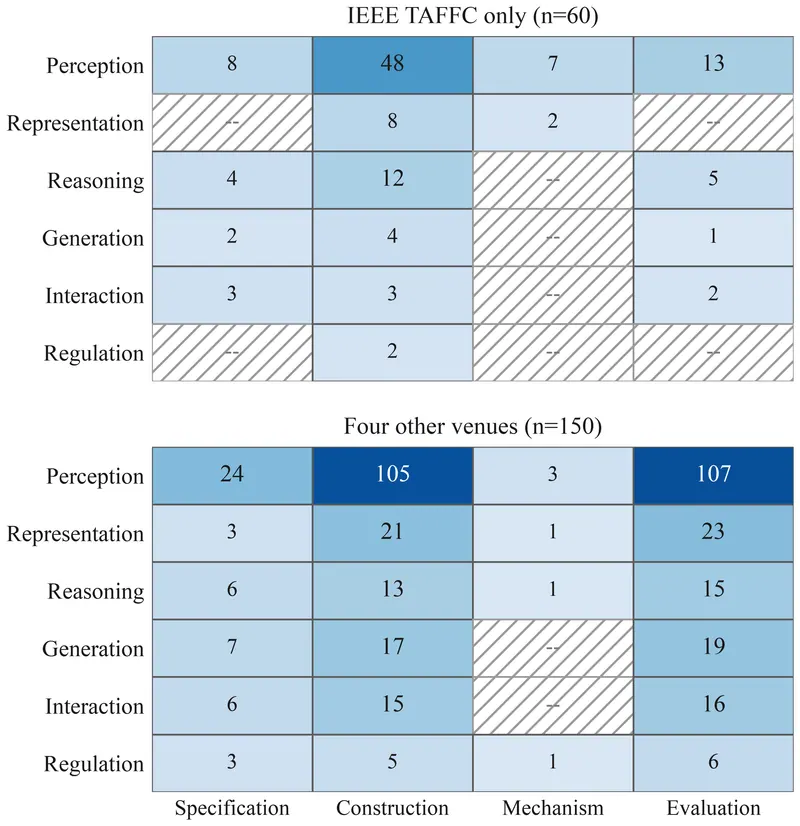 IEEE TAFFC only (n=60)
Perception 8 48 7 13
Representation -- 8 2 --
Reasoning 4 12 -- 5
Generation 2 4 -- 1
Interaction 3 3 -- 2
Regulation -- 2 -- --
Four other venues (n=150)
Perception 24 105 3 107
Representation 3 21 1 23
Reasoning 6 13 1 15
Generation 7 17 -- 19
Interaction 6 15 -- 16
Regulation 3 5 1 6
Specification Construction Mechanism Evaluation